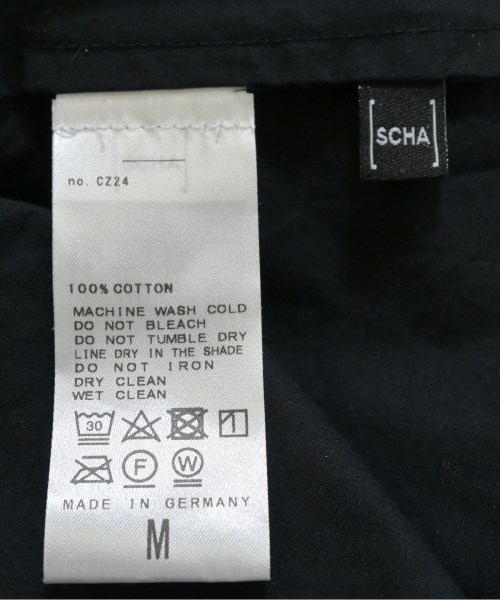 no. CZ24
[SCHA]
100% COTTON
MACHINE WASH COLD
DO NOT BLEACH
DO NOT TUMBLE DRY
LINE DRY IN THE SHADE
DO NOT IRON
DRY CLEAN
WET CLEAN
30
F W
MADE IN GERMANY
M